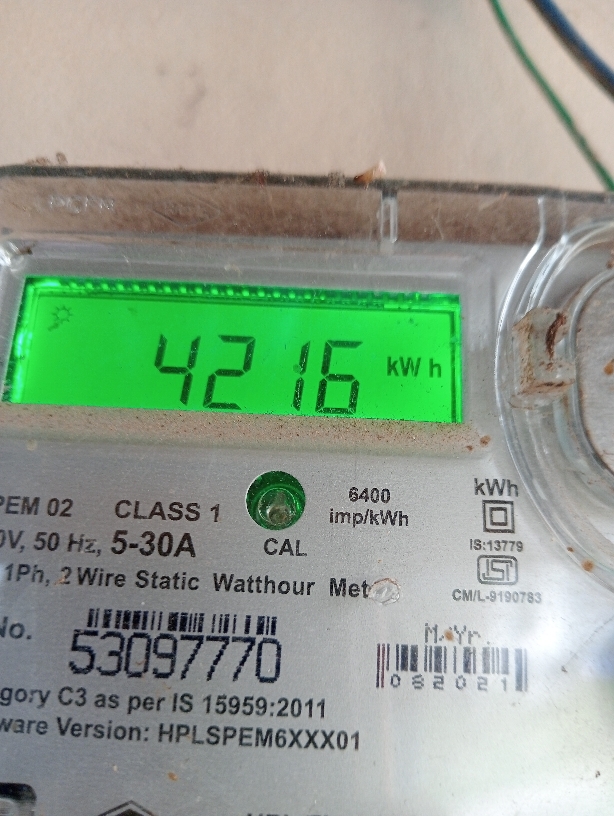 4216 kWh
PEM 02 CLASS 1
6400
imp/kWh
kWh
0V, 50 Hz, 5-30A
CAL
IS:13779
1Ph, 2 Wire Static Watthour
CM/L-9190783
No. 53097770
M.Yr.
082021
gory C3 as per IS 15959:2011
ware Version: HPLSPEM6XXX01